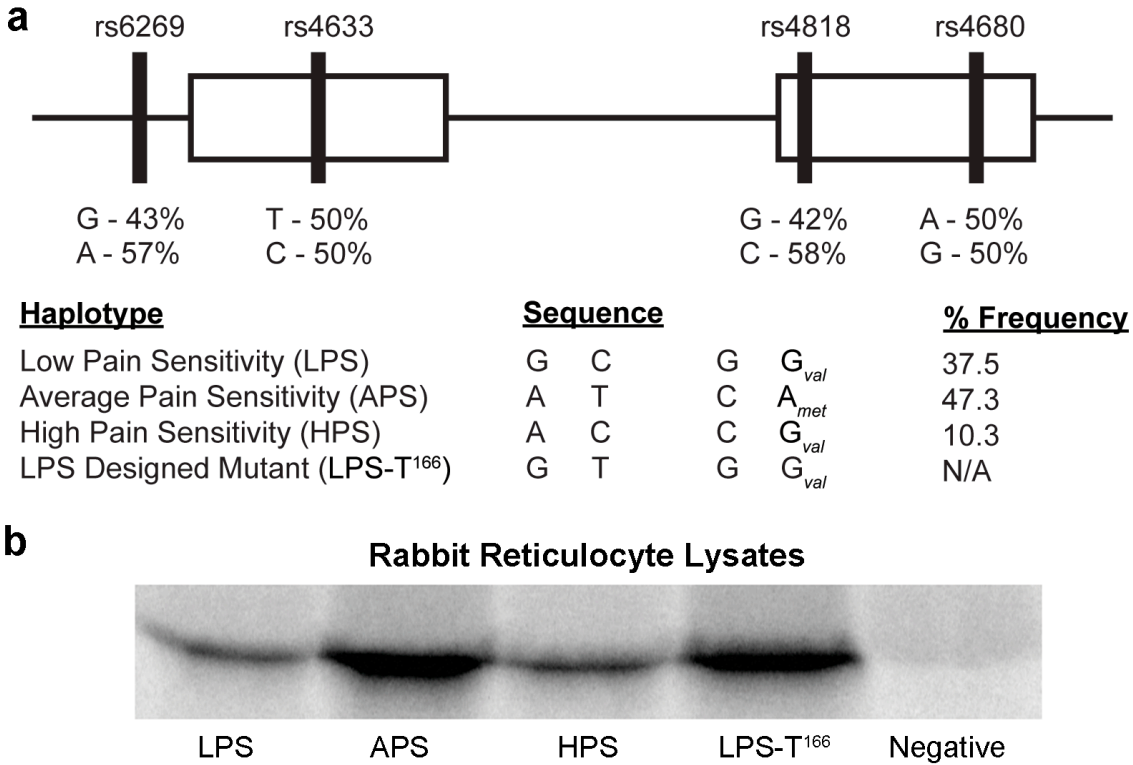 a
rs6269 rs4633 rs4818 rs4680
G - 43% T - 50% G - 42% A - 50%
A - 57% C - 50% C - 58% G - 50%
Haplotype Sequence % Frequency
Low Pain Sensitivity (LPS) G C G Gval 37.5
Average Pain Sensitivity (APS) A T C Amet 47.3
High Pain Sensitivity (HPS) A C C Gval 10.3
LPS Designed Mutant (LPS-T¹⁶⁶) G T G Gval N/A
b
Rabbit Reticulocyte Lysates
LPS APS HPS LPS-T¹⁶⁶ Negative